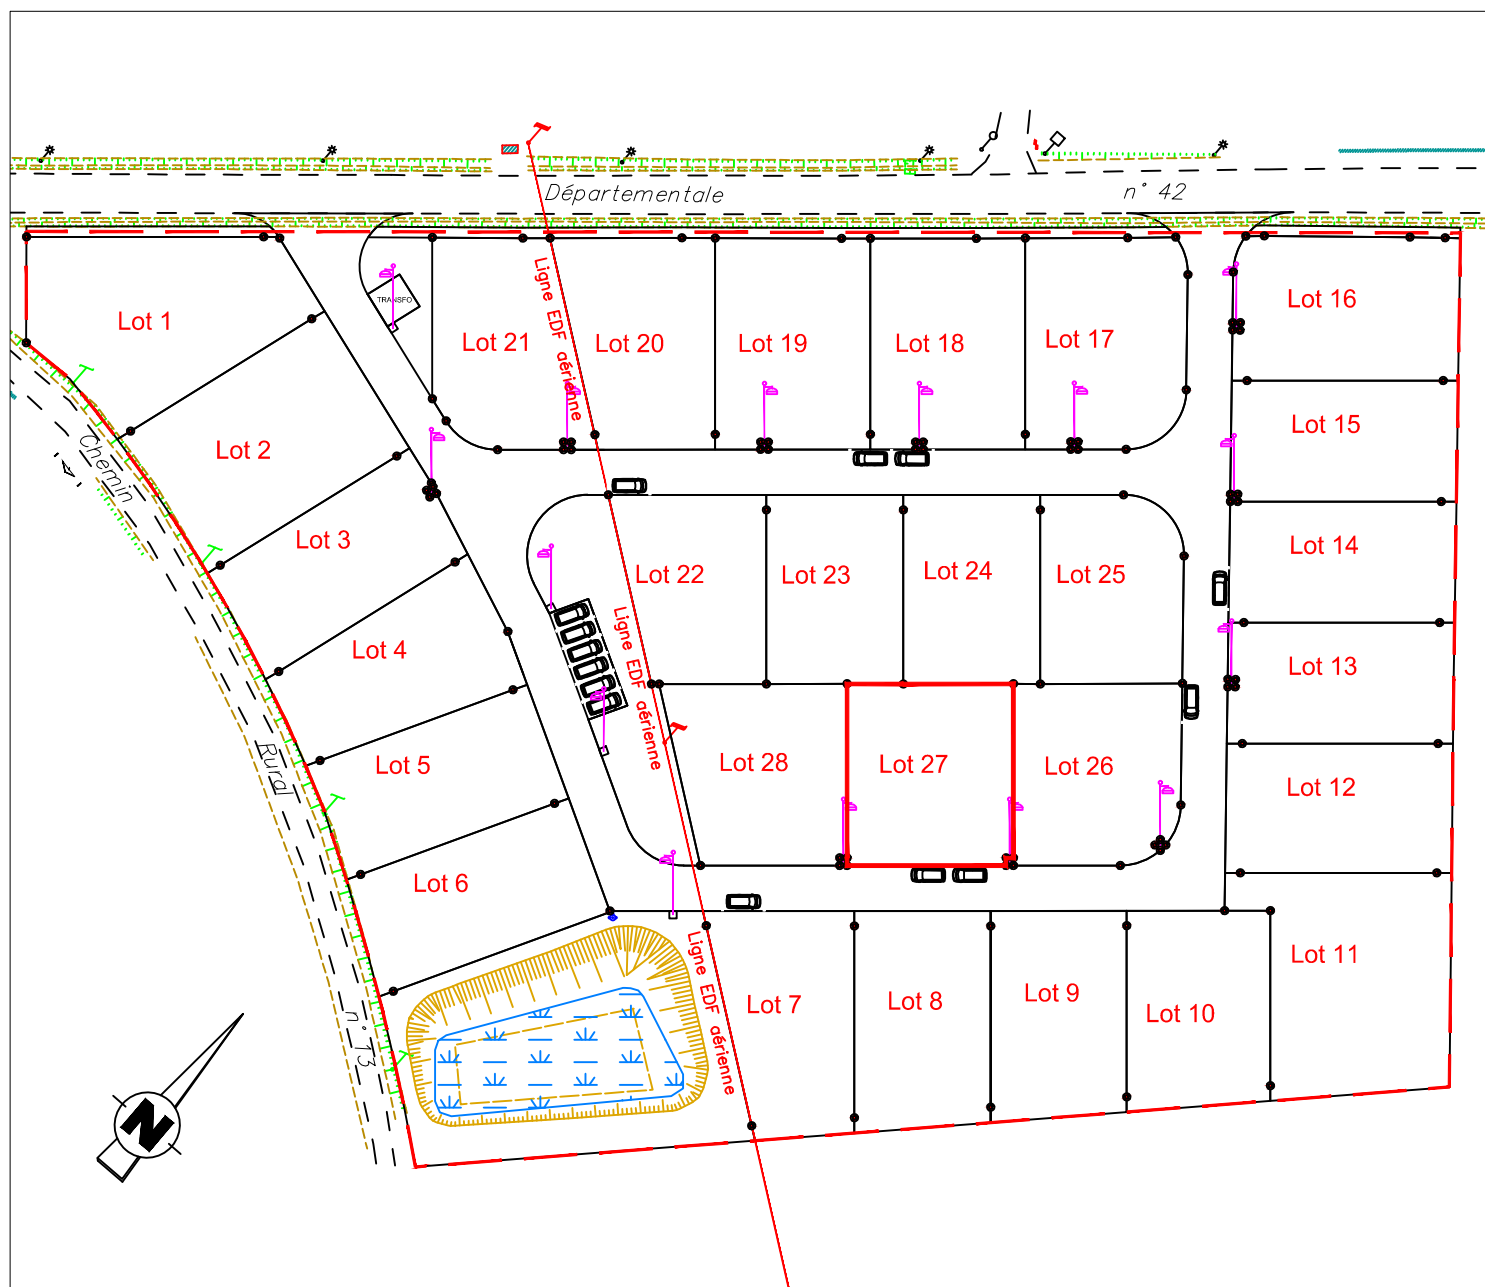 Départementale
n° 42
Lot 1
TRANSFO
Lot 21
Ligne EDF aérienne
Lot 20
Lot 19
Lot 18
Lot 17
Lot 16
Lot 2
Chemin
Lot 15
Lot 3
Lot 14
Lot 22
Lot 23
Lot 24
Lot 25
Lot 4
Ligne EDF aérienne
Lot 13
Rural
Lot 5
Lot 28
Lot 27
Lot 26
Lot 12
Lot 6
Lot 11
Ligne EDF aérienne
Lot 7
Lot 8
Lot 9
Lot 10
n° 13
N